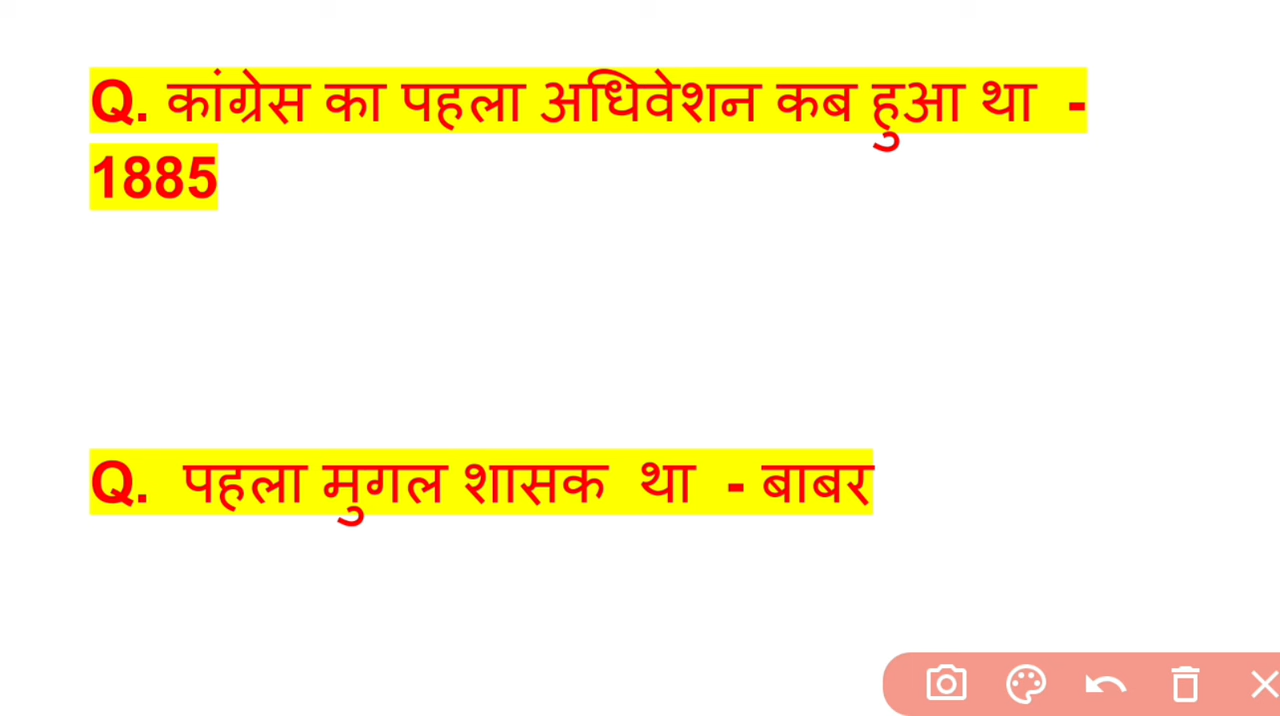 Q. कांग्रेस का पहला अधिवेशन कब हुआ था -
1885
Q. पहला मुगल शासक था - बाबर